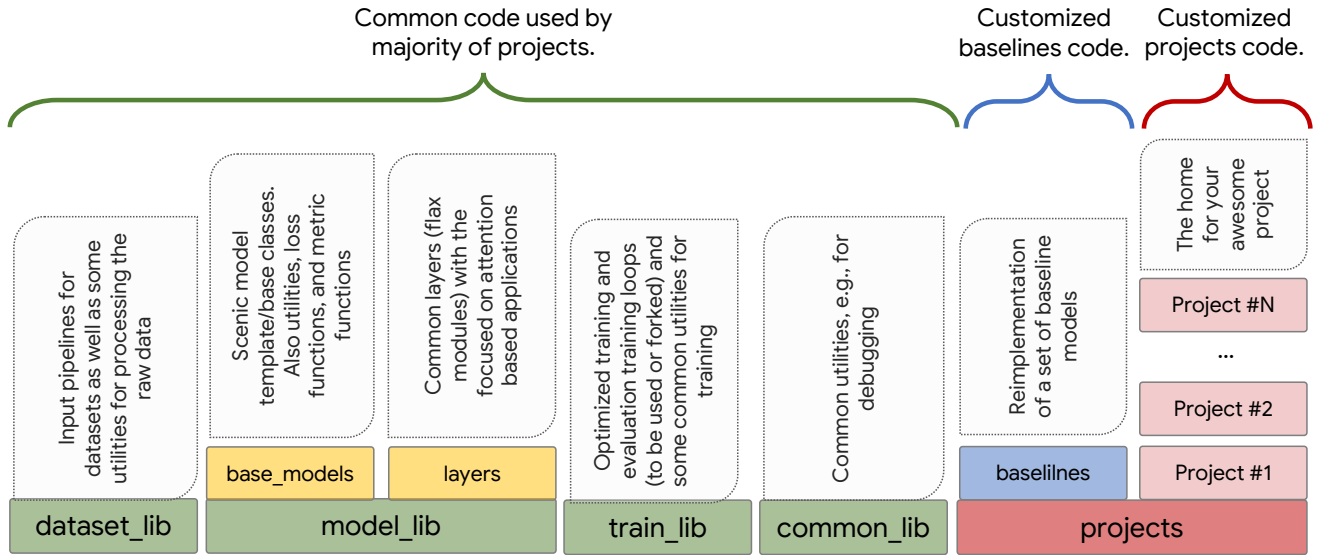 Common code used by
majority of projects.
Customized
baselines code.
Customized
projects code.
Input pipelines for
datasets as well as some
utilities for processing the
raw data
Scenic model
template/base classes.
Also utilities, loss
functions, and metric
functions
Common layers (flax
modules) with the
focused on attention
based applications
Optimized training and
evaluation training loops
(to be used or forked) and
some common utilities for
training
Common utilities, e.g., for
debugging
Reimplementation
of a set of baseline
models
The home
for your
awesome
project
Project #N
...
Project #2
Project #1
base_models
layers
baselilnes
dataset_lib
model_lib
train_lib
common_lib
projects